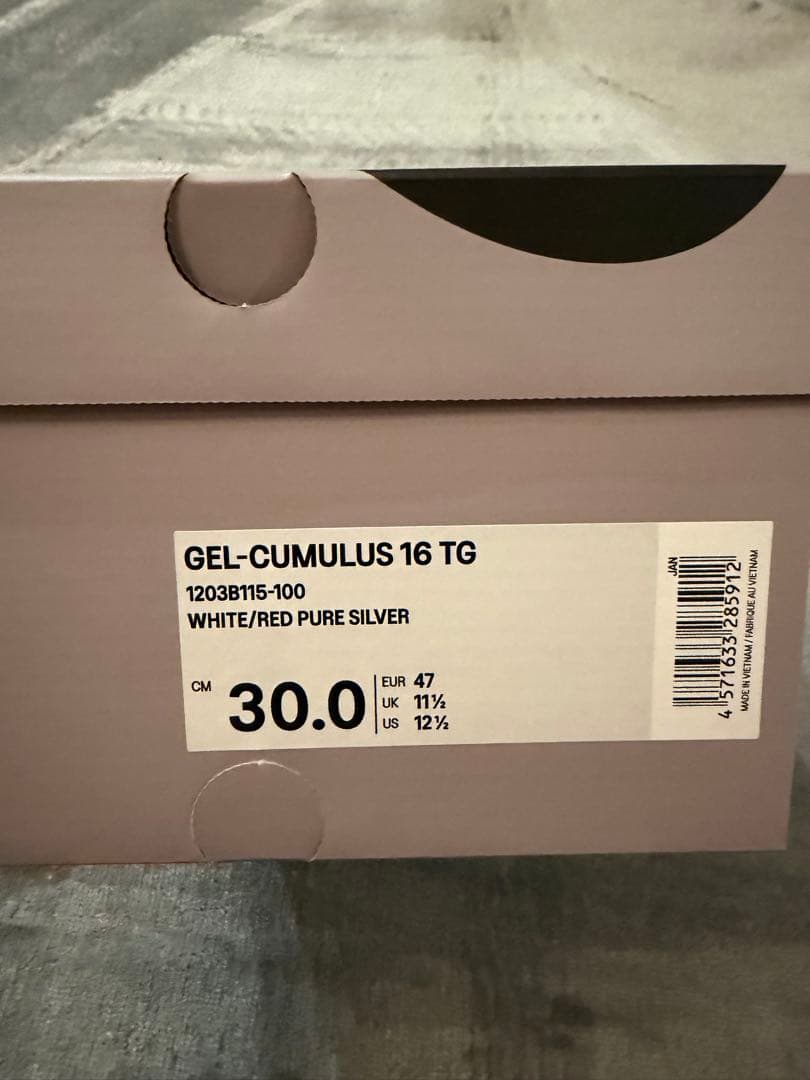 GEL-CUMULUS 16 TG
1203B115-100
WHITE/RED PURE SILVER
CM 30.0
EUR 47
UK 11½
US 12½
JAN
4 571633 285912
MADE IN VIETNAM / FABRIQUE AU VIETNAM